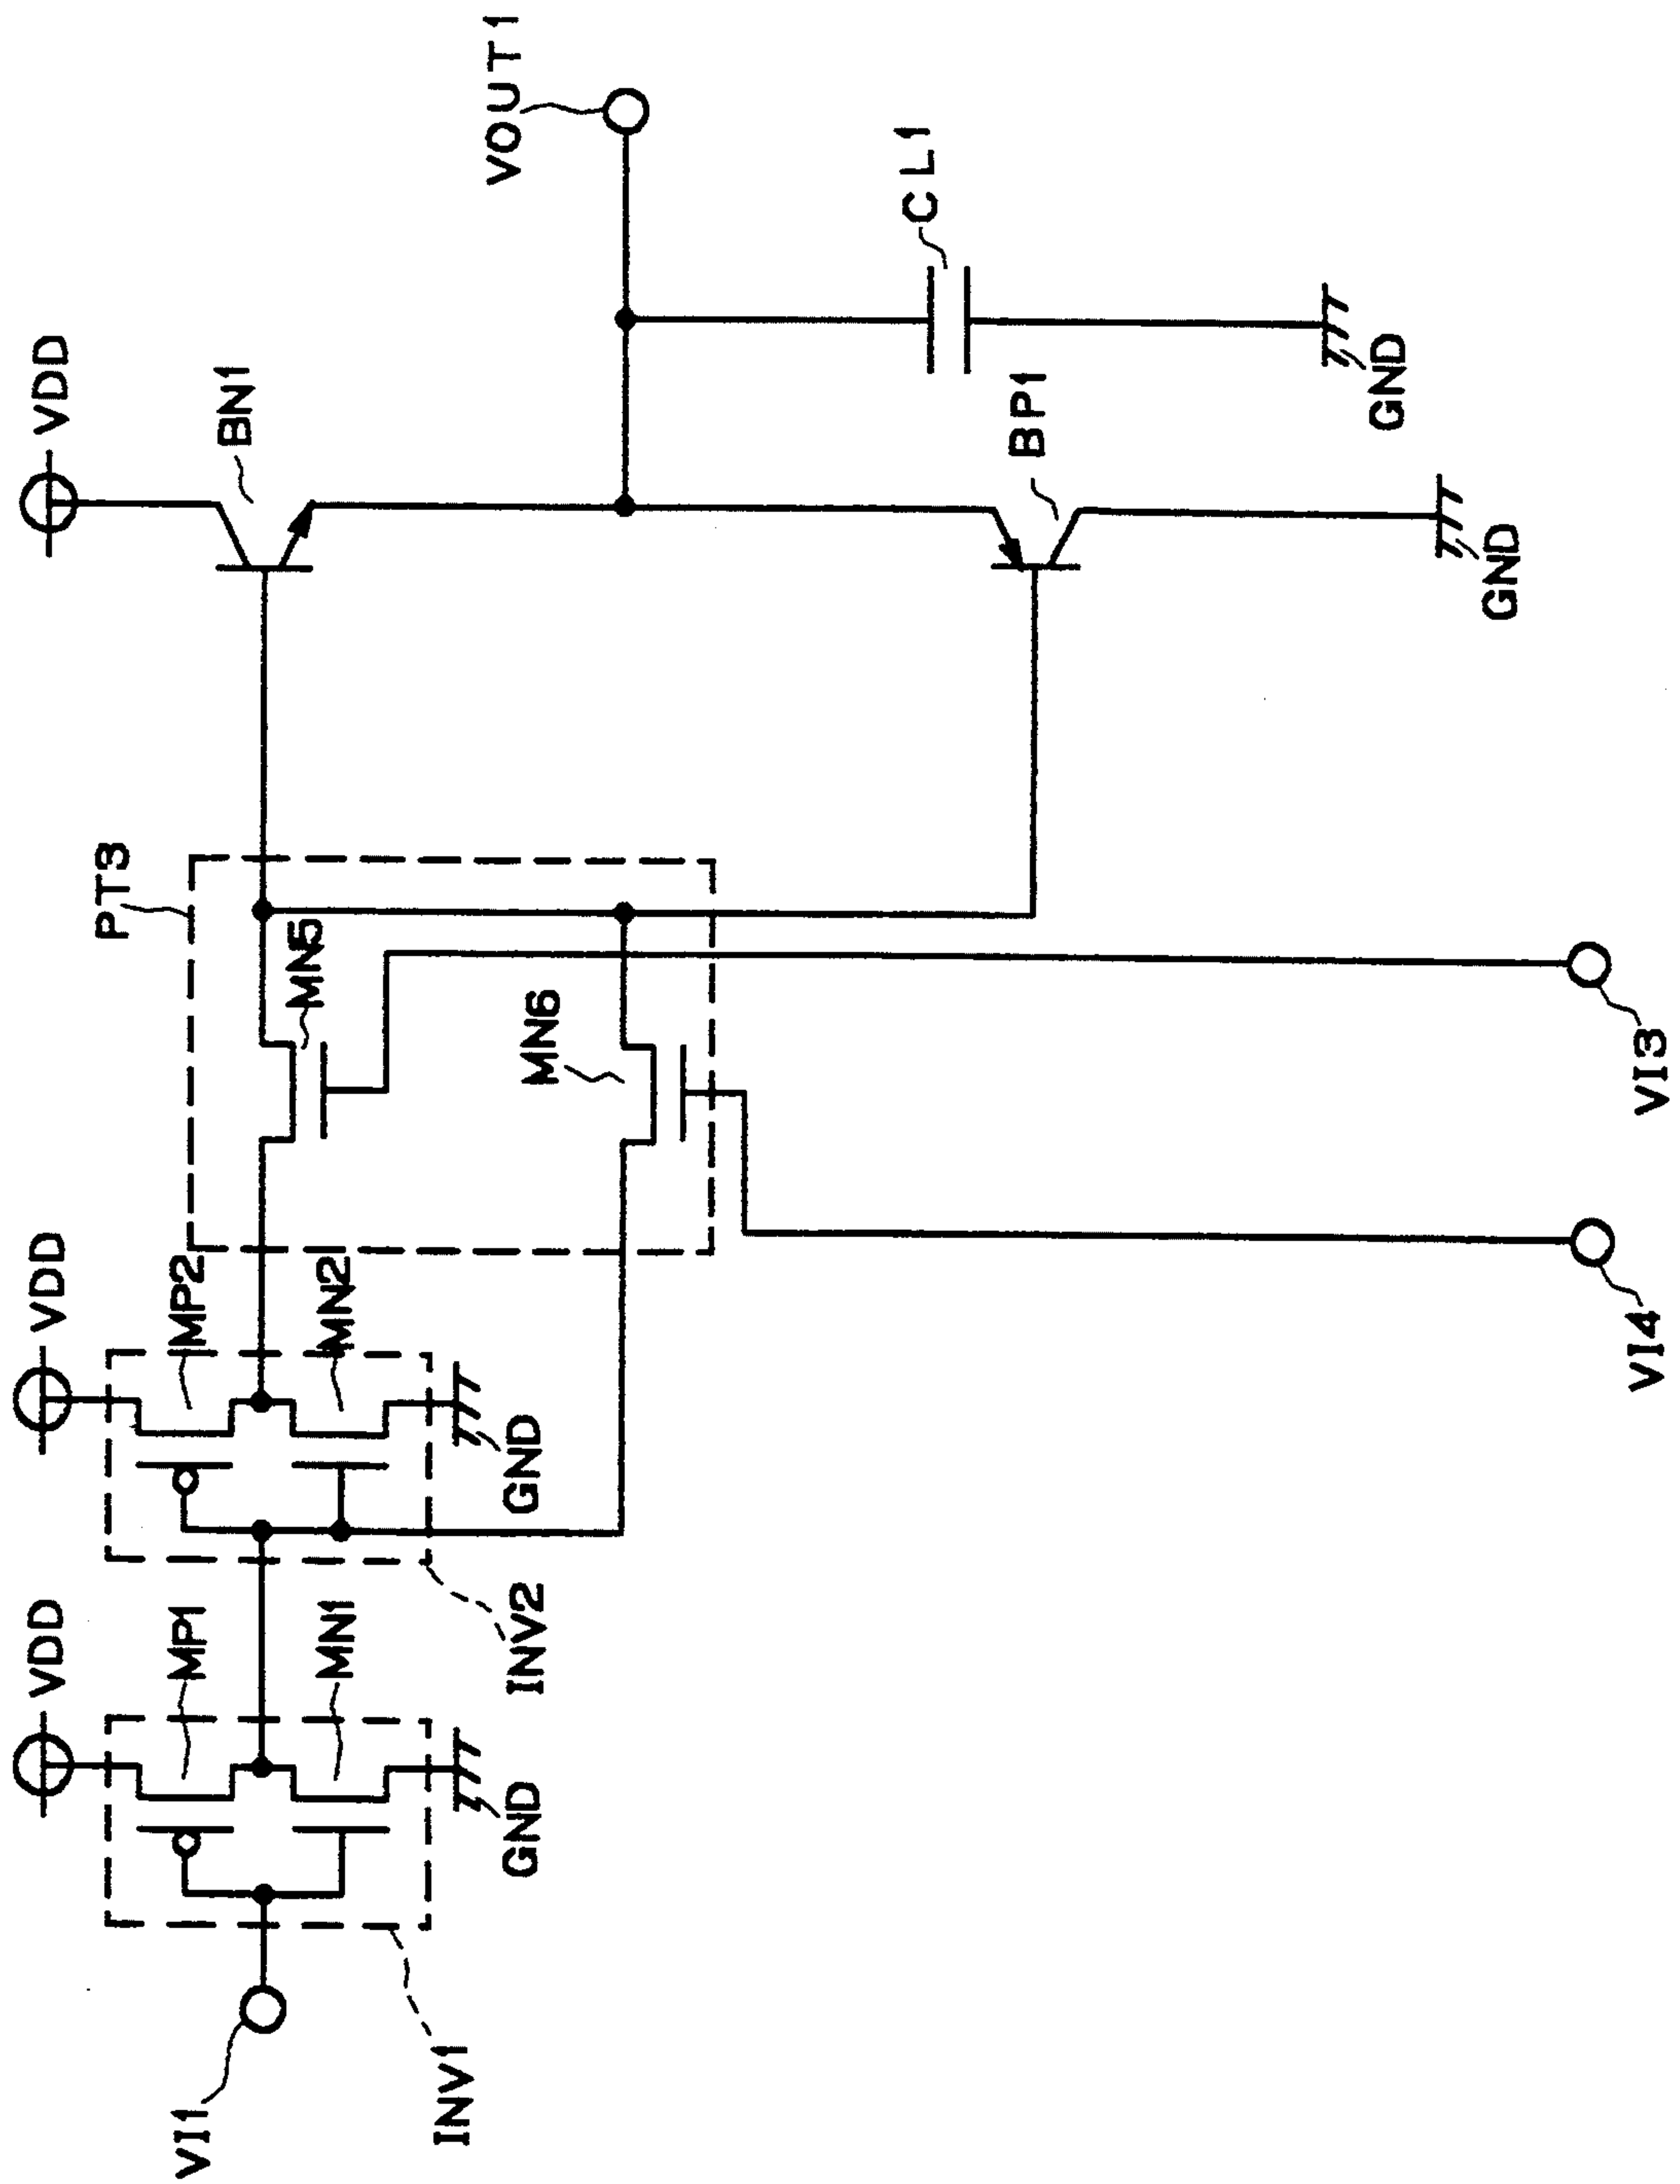 VDD
VDD
VDD
BN1
VOUT1
CL1
GND
BP1
GND
PT3
MN5
MN6
VI3
VI4
MP2
MN2
GND
INV2
MP1
MN1
GND
INV1
VI1